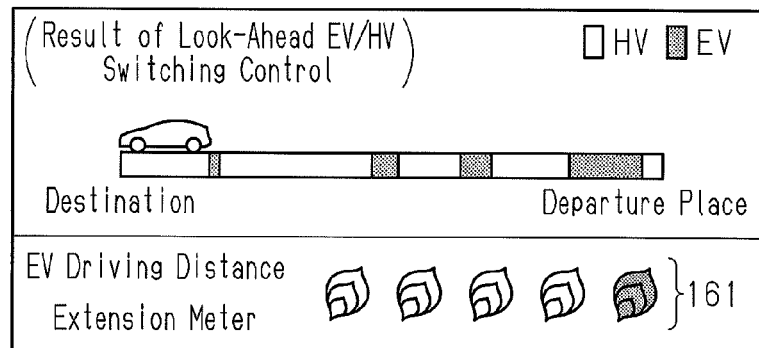 (Result of Look-Ahead EV/HV
Switching Control)
HV EV
Destination
Departure Place
EV Driving Distance
Extension Meter
161